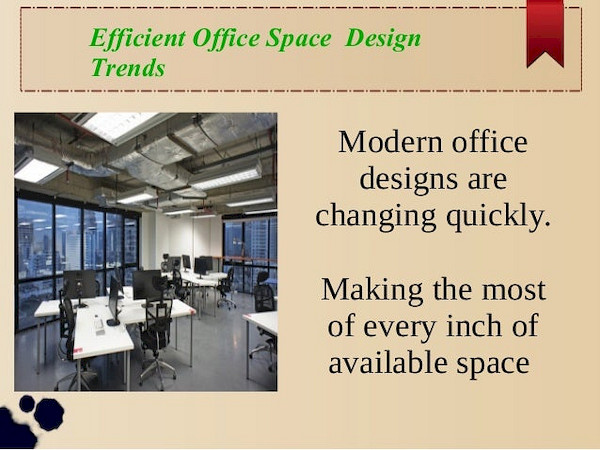 Efficient Office Space  Design
Trends
Modern office
designs are
changing quickly.
Making the most
of every inch of
available space